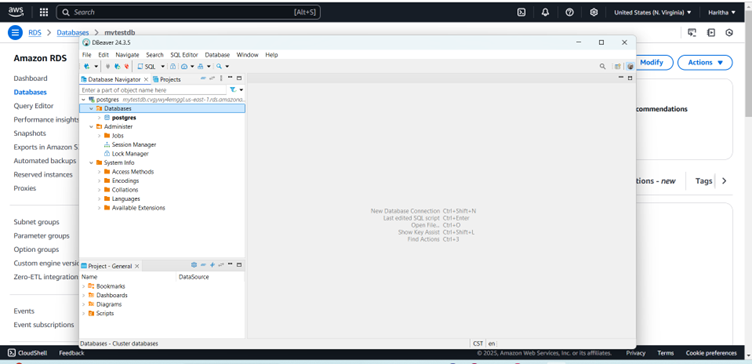 aws
Search
[Alt+S]
United States (N. Virginia)
Haritha
RDS
Databases
mytestdb
Amazon RDS
Dashboard
Databases
Query Editor
Performance insights
Snapshots
Exports in Amazon S
Automated backups
Reserved instances
Proxies
Subnet groups
Parameter groups
Option groups
Custom engine versi
Zero-ETL integration
Events
Event subscriptions
DBeaver 24.3.5
File Edit Navigate Search SQL Editor Database Window Help
SQL
Database Navigator
Projects
Enter a part of object name here
postgres
Databases
postgres
Administer
Jobs
Session Manager
Lock Manager
System Info
Access Methods
Encodings
Collations
Languages
Available Extensions
Project - General
Name DataSource
Bookmarks
Dashboards
Diagrams
Scripts
New Database Connection Ctrl+Shift+N
Last edited SQL script Ctrl+Enter
Open File... Ctrl+O
Show Key Assist Ctrl+Shift+L
Find Actions Ctrl+3
Databases - Cluster databases
CST en
Modify
Actions
commendations
tions - new
Tags
CloudShell Feedback
© 2025, Amazon Web Services, Inc. or its affiliates.
Privacy Terms Cookie preferences